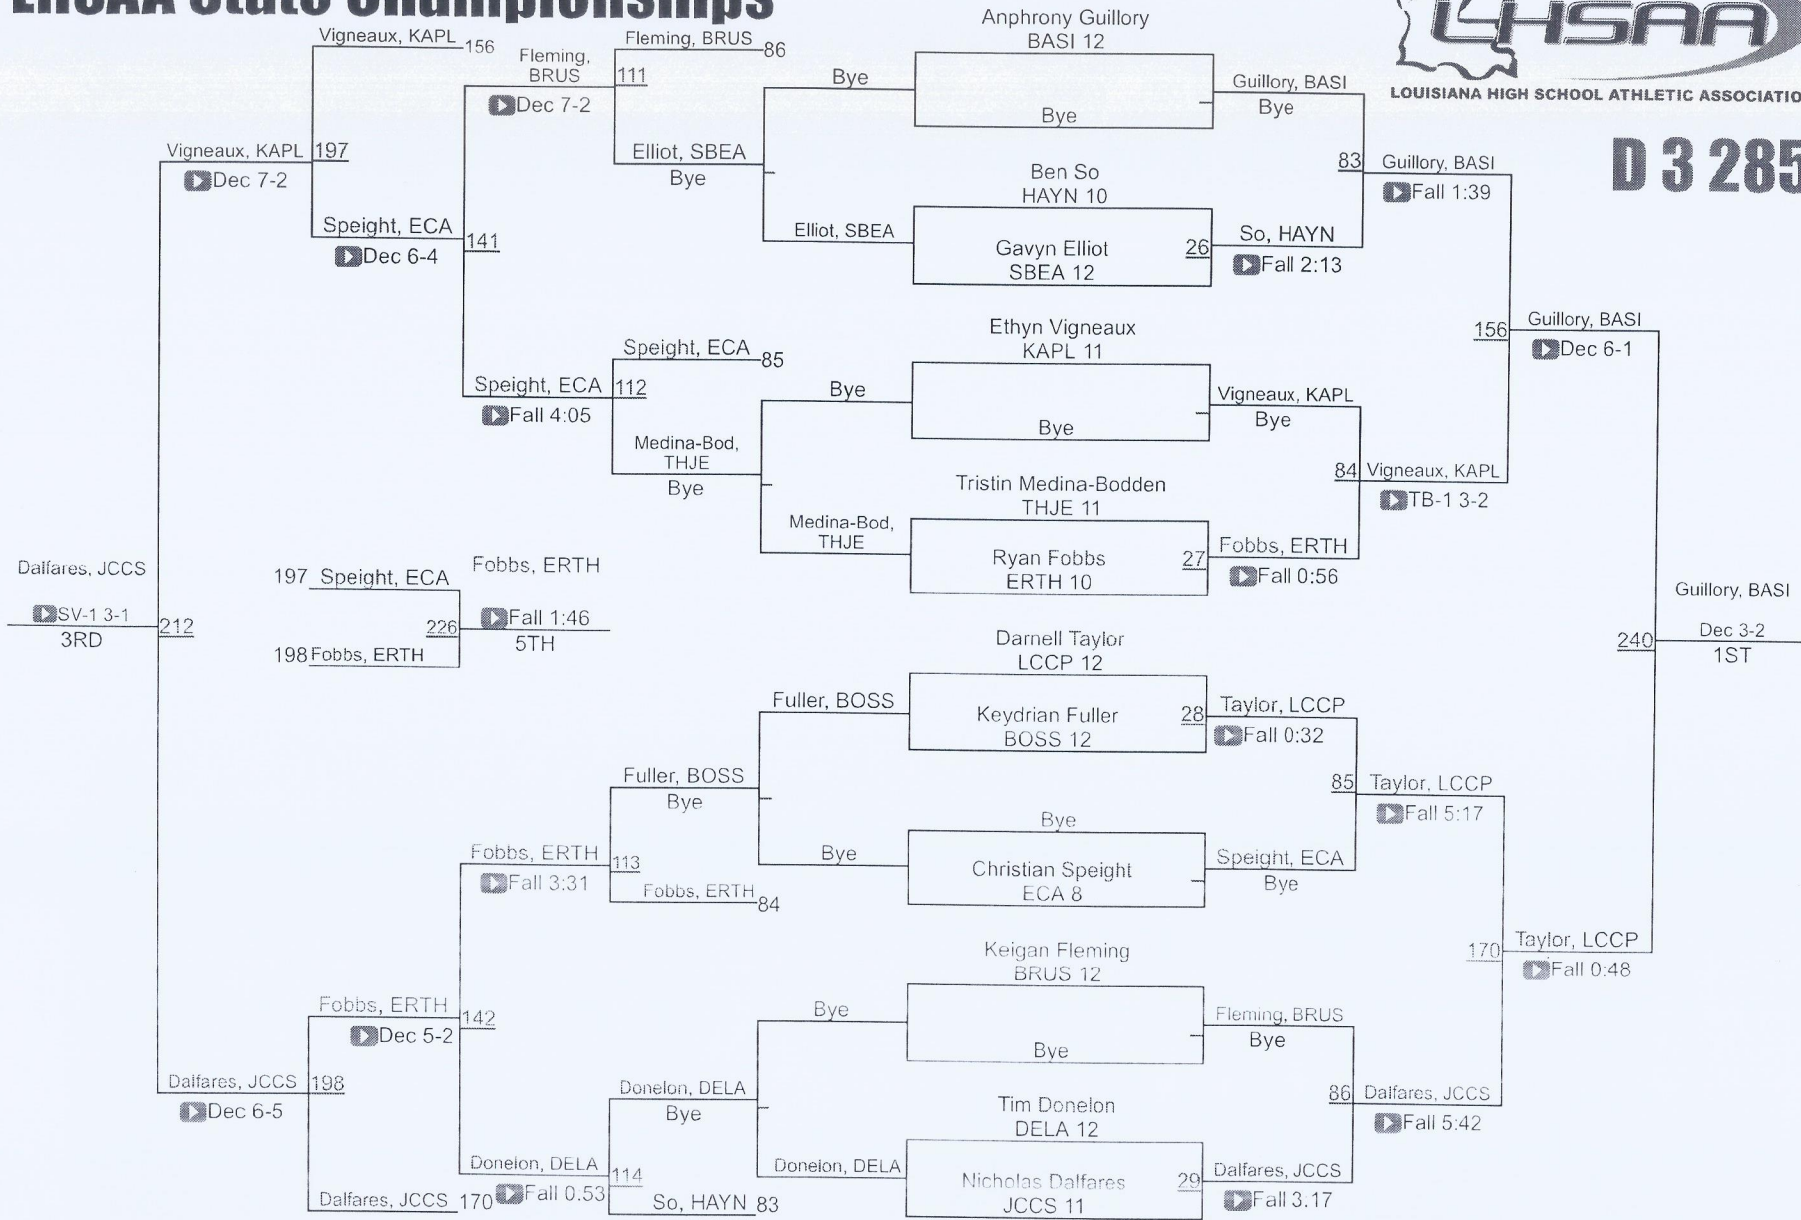 LHSAA State Championships
LHSAA
LOUISIANA HIGH SCHOOL ATHLETIC ASSOCIATIO
D 3 285
Vigneaux, KAPL 156
Vigneaux, KAPL 197
Dec 7-2
Speight, ECA 141
Dec 6-4
Fleming,
BRUS 111
Dec 7-2
Fleming, BRUS 86
Elliot, SBEA
Bye
Bye
Elliot, SBEA
Speight, ECA 112
Fall 4:05
Speight, ECA 85
Medina-Bod,
THJE
Bye
Bye
Medina-Bod,
THJE
Anphrony Guillory
BASI 12
Bye
Guillory, BASI
Bye
Ben So
HAYN 10
Gavyn Elliot
SBEA 12
26
So, HAYN
Fall 2:13
83
Guillory, BASI
Fall 1:39
Ethyn Vigneaux
KAPL 11
Bye
Vigneaux, KAPL
Bye
Tristin Medina-Bodden
THJE 11
Ryan Fobbs
ERTH 10
27
Fobbs, ERTH
Fall 0:56
84
Vigneaux, KAPL
TB-1 3-2
156
Guillory, BASI
Dec 6-1
Dalfares, JCCS
SV-1 3-1
3RD
212
197 Speight, ECA
198 Fobbs, ERTH
226
Fobbs, ERTH
Fall 1:46
5TH
Guillory, BASI
240
Dec 3-2
1ST
Fuller, BOSS
Fuller, BOSS
Bye
Bye
Fobbs, ERTH 113
Fall 3:31
Fobbs, ERTH 84
Fobbs, ERTH 142
Dec 5-2
Dalfares, JCCS 198
Dec 6-5
Dalfares, JCCS 170
Donelon, DELA 114
Fall 0:53
Donelon, DELA
Bye
So, HAYN 83
Bye
Donelon, DELA
Darnell Taylor
LCCP 12
Keydrian Fuller
BOSS 12
28
Taylor, LCCP
Fall 0:32
Bye
Christian Speight
ECA 8
Speight, ECA
Bye
85
Taylor, LCCP
Fall 5:17
Keigan Fleming
BRUS 12
Bye
Fleming, BRUS
Bye
Tim Donelon
DELA 12
Nicholas Dalfares
JCCS 11
29
Dalfares, JCCS
Fall 3:17
86
Dalfares, JCCS
Fall 5:42
170
Taylor, LCCP
Fall 0:48